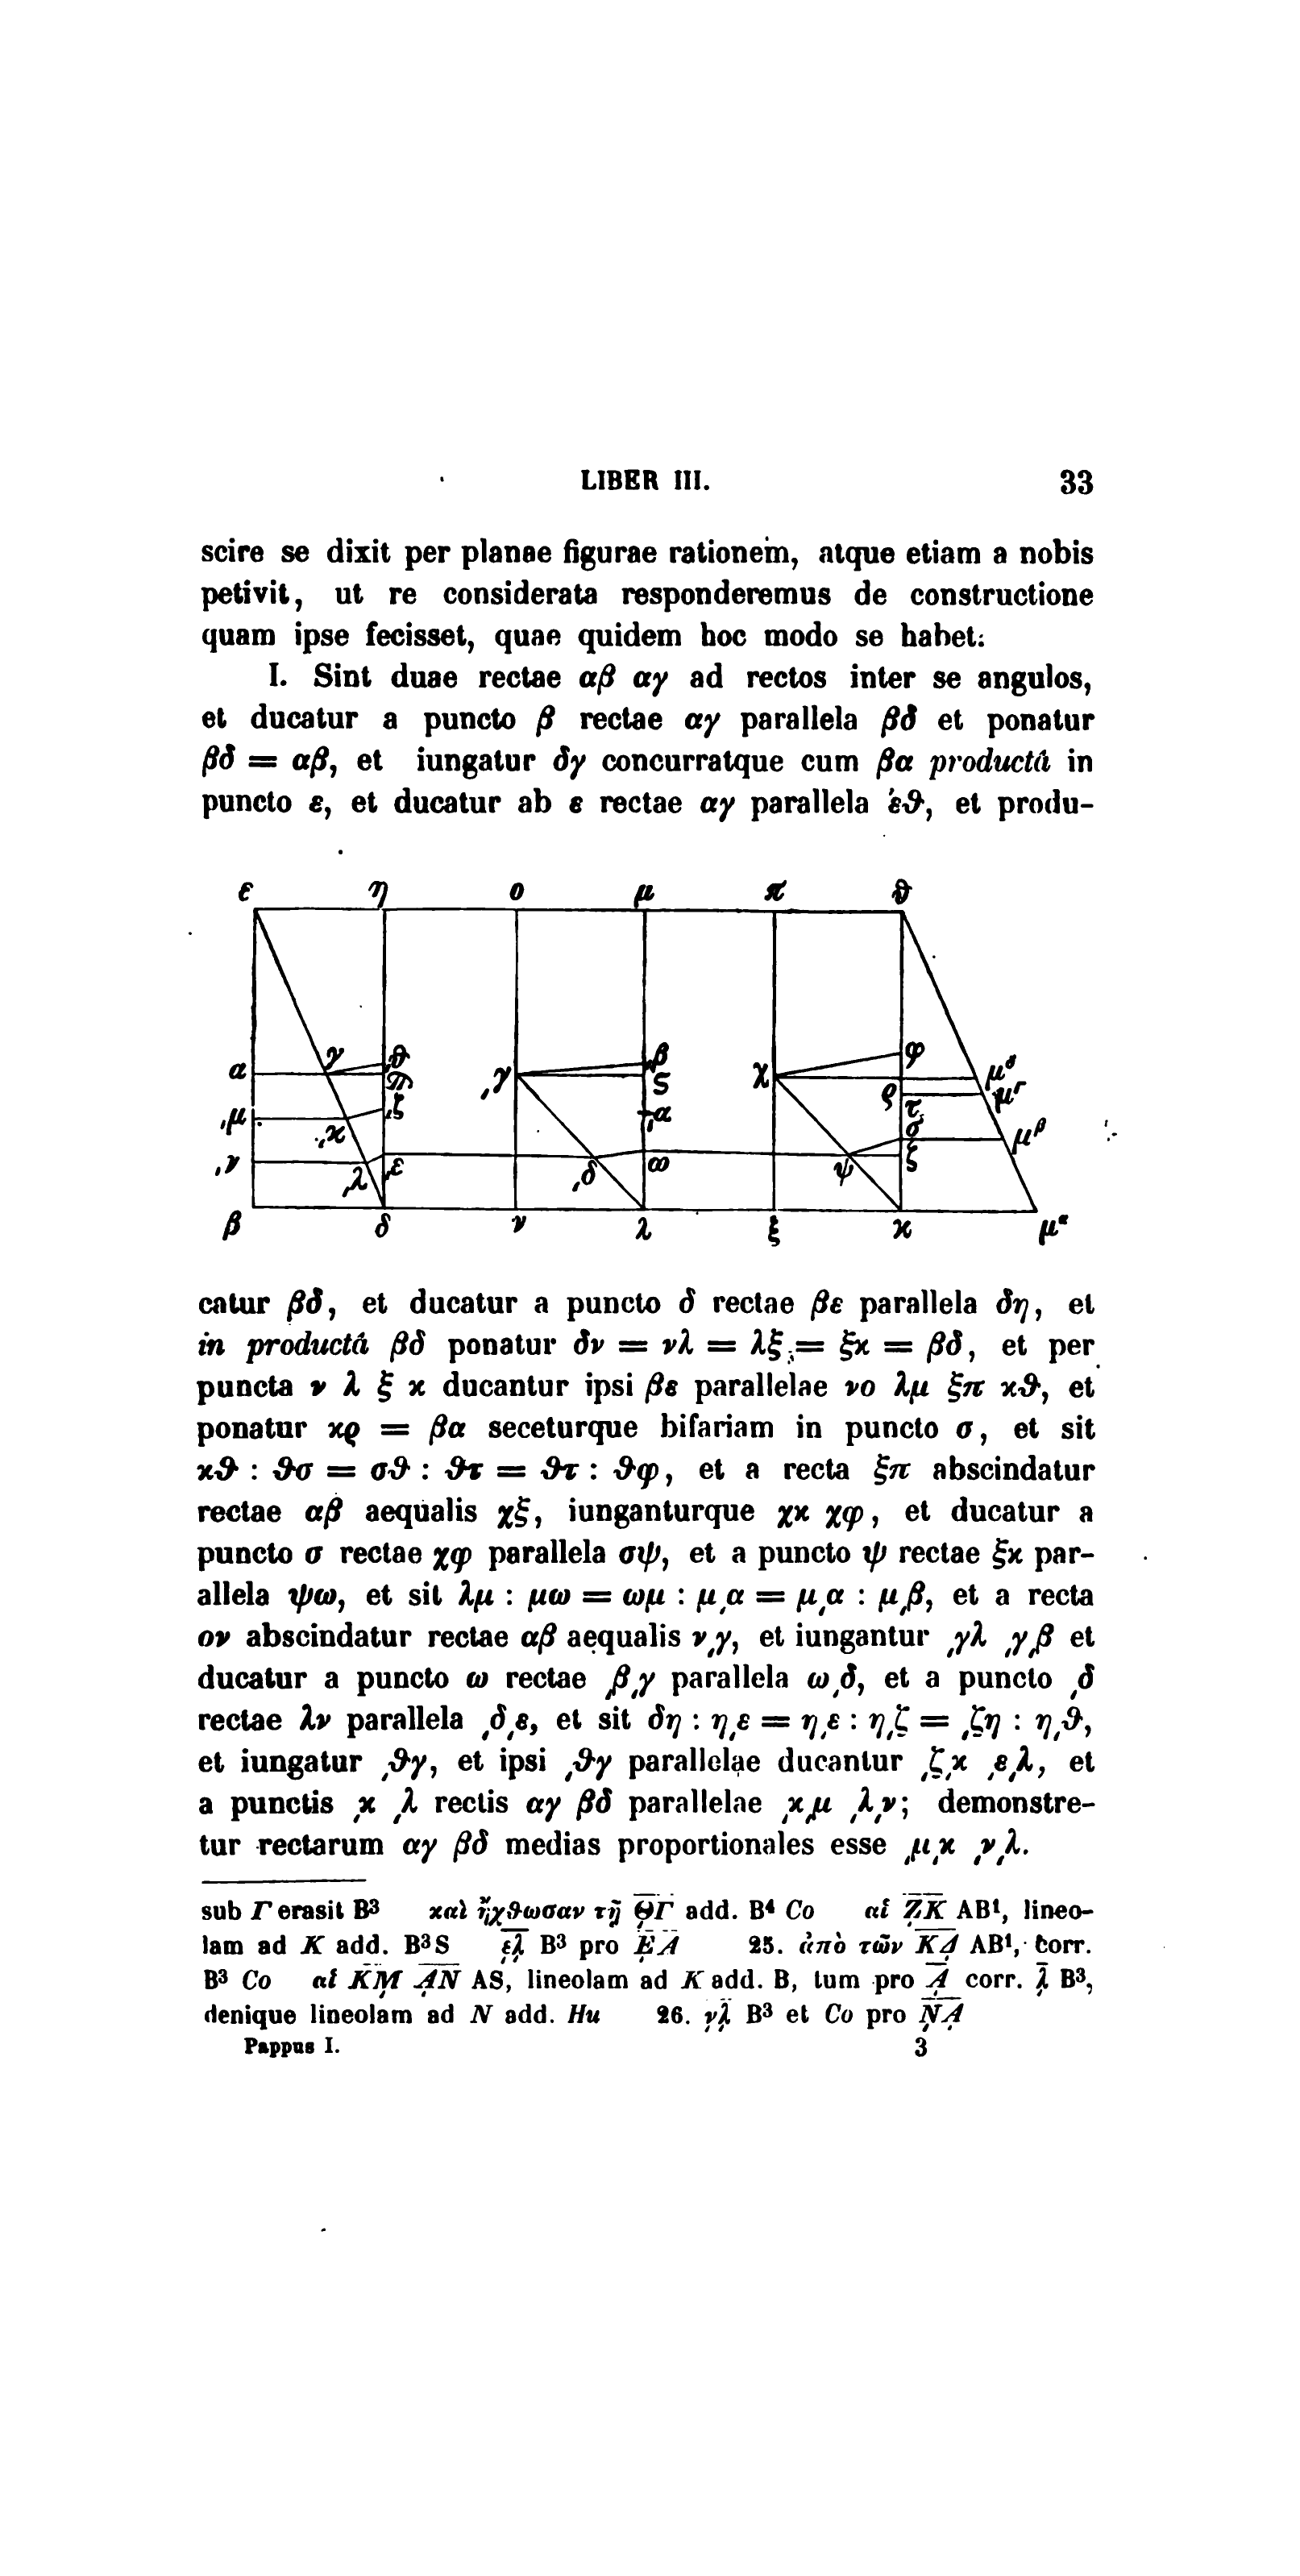 LIBER III. 33
scire se dixit per planae figurae rationem, atque etiam a nobis
petivit, ut re considerata responderemus de constructione
quam ipse fecisset, quae quidem hoc modo se habet:
I. Sint duae rectae αβ αγ ad rectos inter se angulos,
et ducatur a puncto β rectae αγ parallela βδ et ponatur
βδ = αβ, et iungatur δγ concurratque cum βα productâ in
puncto ε, et ducatur ab ε rectae αγ parallela εϑ, et produ-
ε η ο μ π ϑ
α γ ͵ϑ ϡ ͵γ ͵β ς χ φ μδ
͵μ ͵κ ͵ζ ͵α ϱ τ μγ
͵ν ͵λ ͵ε ͵δ ω ψ σ ζ μβ
β δ ν λ ξ κ μα
catur βδ, et ducatur a puncto δ rectae βε parallela δη, et
in productâ βδ ponatur δν = νλ = λξ = ξκ = βδ, et per
puncta ν λ ξ κ ducantur ipsi βε parallelae νο λμ ξπ κϑ, et
ponatur κϱ = βα seceturque bifariam in puncto σ, et sit
κϑ : ϑσ = σϑ : ϑτ = ϑτ : ϑφ, et a recta ξπ abscindatur
rectae αβ aequalis χξ, iunganturque χκ χφ, et ducatur a
puncto σ rectae χφ parallela σψ, et a puncto ψ rectae ξκ par-
allela ψω, et sit λμ : μω = ωμ : μ͵α = μ͵α : μ͵β, et a recta
ον abscindatur rectae αβ aequalis ν͵γ, et iungantur ͵γλ ͵γ͵β et
ducatur a puncto ω rectae ͵β͵γ parallela ω͵δ, et a puncto ͵δ
rectae λν parallela ͵δ͵ε, et sit δη : η͵ε = η͵ε : η͵ζ = ͵ζη : η͵ϑ,
et iungatur ͵ϑγ, et ipsi ͵ϑγ parallelae ducantur ͵ζ͵κ ͵ε͵λ, et
a punctis ͵κ ͵λ rectis αγ βδ parallelae ͵κ͵μ ͵λ͵ν; demonstre-
tur rectarum αγ βδ medias proportionales esse ͵μ͵κ ͵ν͵λ.
sub Γ erasit B³ καὶ ἤχϑωσαν τῇ ͵ΘΓ add. B⁴ Co αἱ ͵ΖΚ AB¹, lineo-
lam ad K add. B³S ͵ε͵λ B³ pro ͵Ε͵Λ 25. ἀπὸ τῶν Κ͵Λ AB¹, corr.
B³ Co αἱ Κ͵Μ ͵ΛΝ AS, lineolam ad K add. B, tum pro ͵Λ corr. ͵λ B³,
denique lineolam ad N add. Hu 26. ͵ν͵λ B³ et Co pro ͵Ν͵Λ
Pappus I. 3